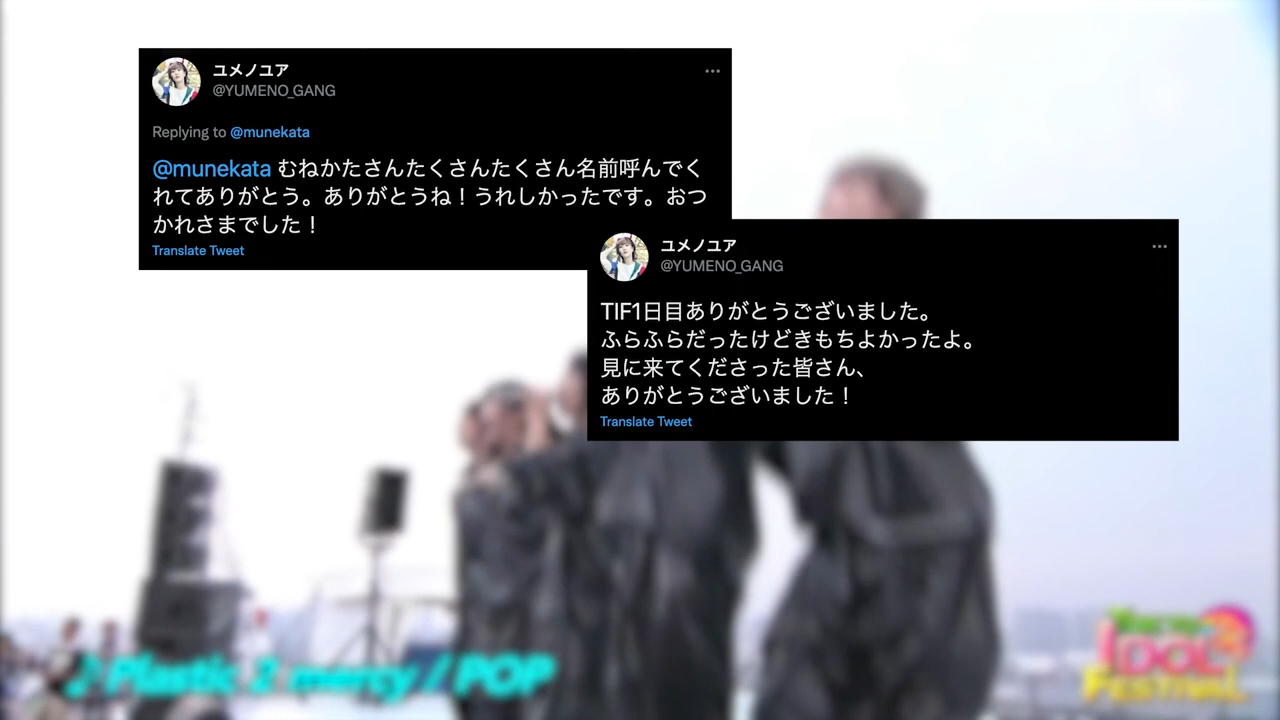 ユメノユア
@YUMENO_GANG
Replying to @munekata
@munekata むねかたさんたくさんたくさん名前呼んでく
れてありがとう。ありがとうね！うれしかったです。おつ
かれさまでした！
Translate Tweet
ユメノユア
@YUMENO_GANG
TIF1日目ありがとうございました。
ふらふらだったけどきもちよかったよ。
見に来てくださった皆さん、
ありがとうございました！
Translate Tweet
♪ Plastic 2 mercy / POP
IDOL
FESTIVAL